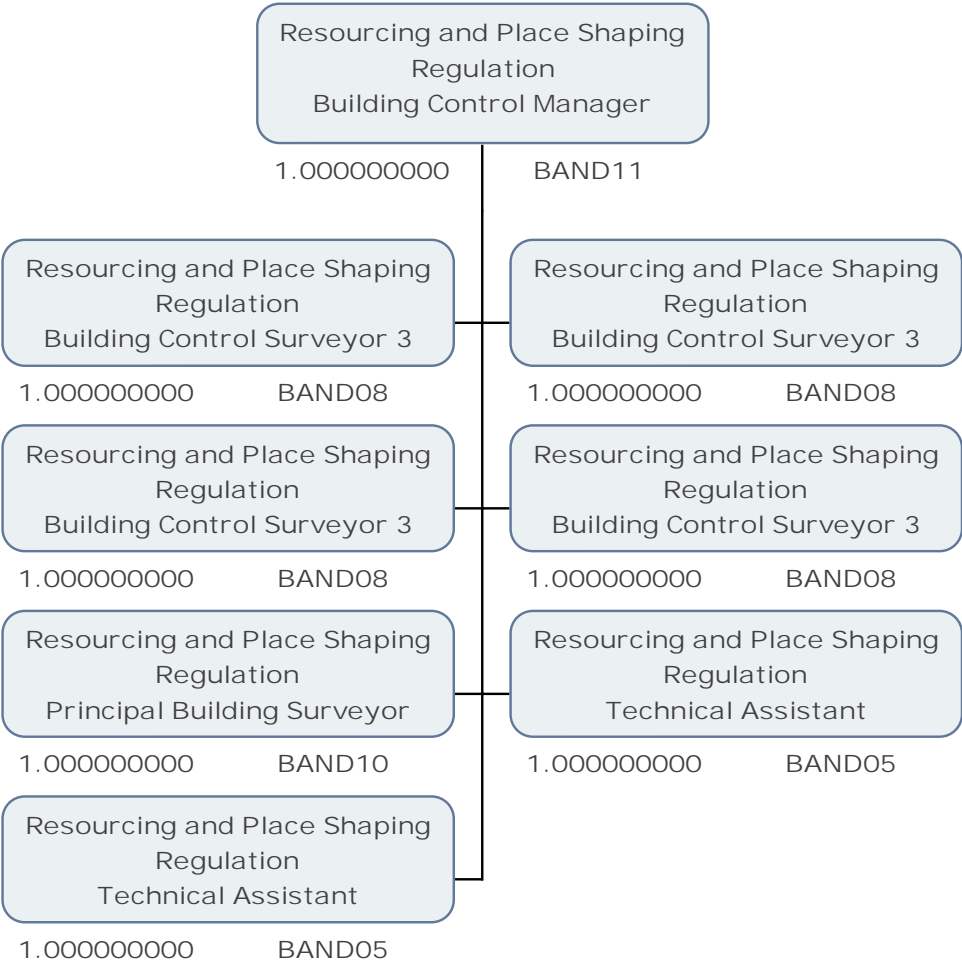 Resourcing and Place Shaping
Regulation
Building Control Manager
1.000000000 BAND11
Resourcing and Place Shaping
Regulation
Building Control Surveyor 3
1.000000000 BAND08
Resourcing and Place Shaping
Regulation
Building Control Surveyor 3
1.000000000 BAND08
Resourcing and Place Shaping
Regulation
Building Control Surveyor 3
1.000000000 BAND08
Resourcing and Place Shaping
Regulation
Building Control Surveyor 3
1.000000000 BAND08
Resourcing and Place Shaping
Regulation
Principal Building Surveyor
1.000000000 BAND10
Resourcing and Place Shaping
Regulation
Technical Assistant
1.000000000 BAND05
Resourcing and Place Shaping
Regulation
Technical Assistant
1.000000000 BAND05